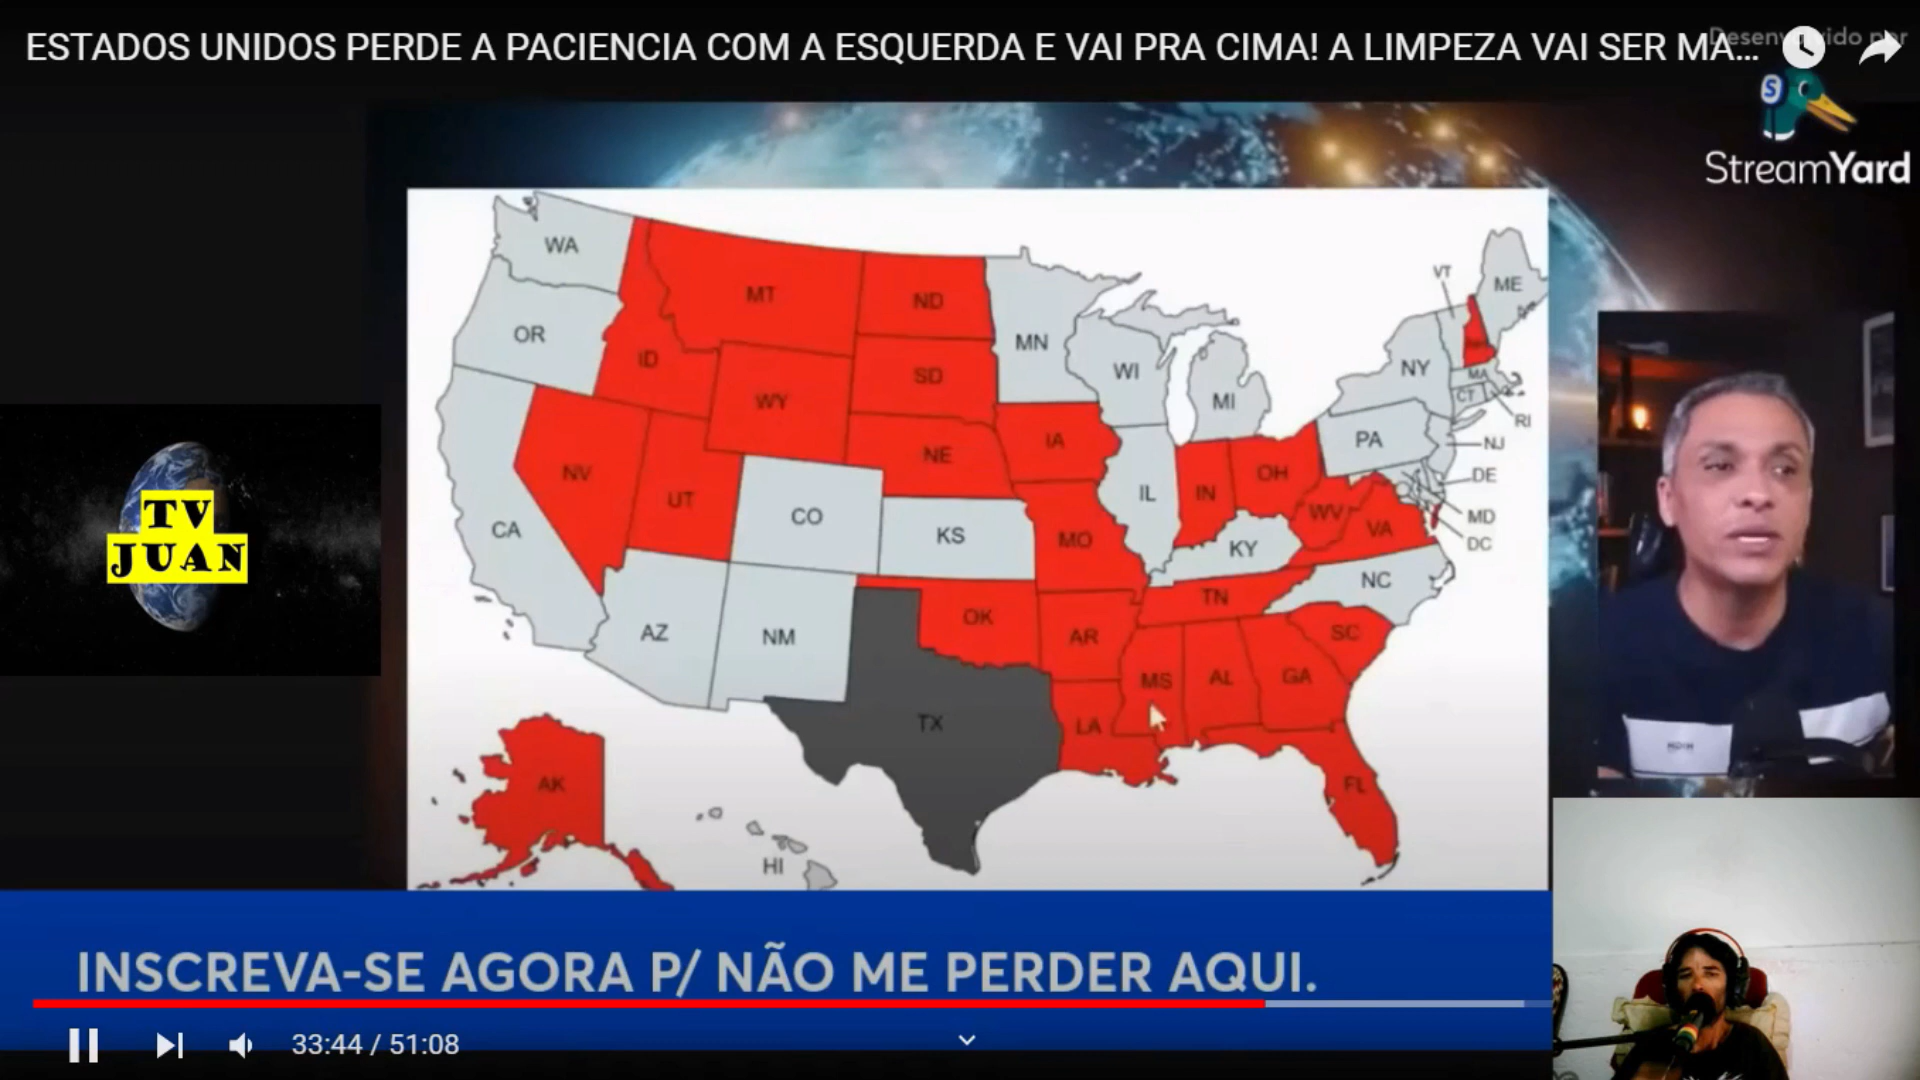 ESTADOS UNIDOS PERDE A PACIENCIA COM A ESQUERDA E VAI PRA CIMA! A LIMPEZA VAI SER MA...
S
StreamYard
WA
MT
ND
MN
VT
ME
OR
ID
SD
WI
NY
MA
WY
MI
CT
RI
IA
PA
NJ
NE
OH
DE
NV
UT
IL
IN
CO
WV
MD
CA
KS
MO
KY
VA
DC
NC
TN
AZ
NM
OK
AR
SC
MS
AL
GA
TX
LA
AK
FL
HI
TV
JUAN
INSCREVA-SE AGORA P/ NÃO ME PERDER AQUI.
33:44 / 51:08